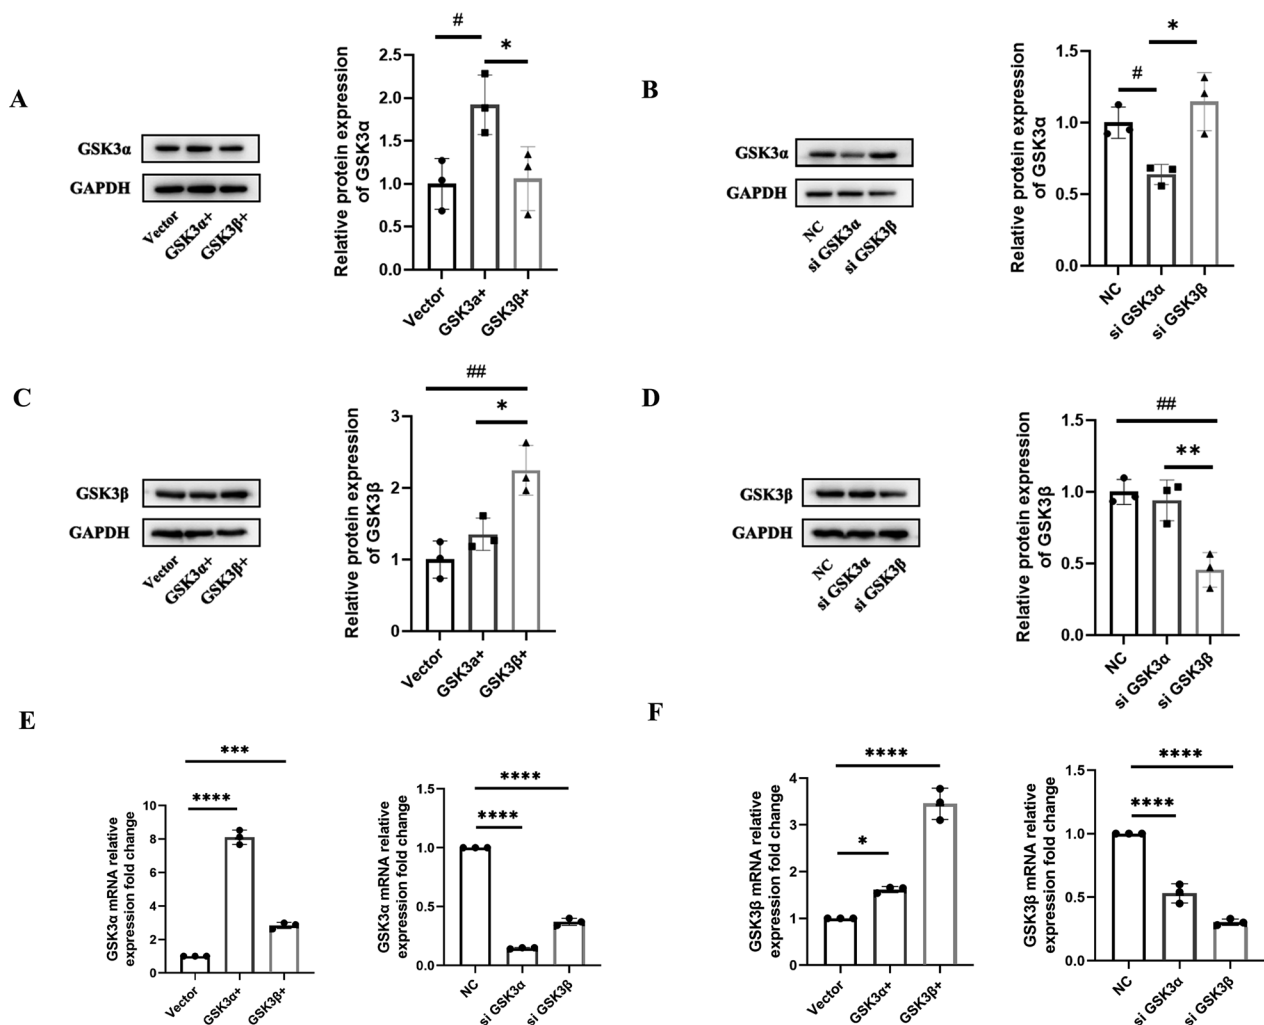 A
GSK3α
GAPDH
Vector
GSK3α+
GSK3β+
Relative protein expression
of GSK3α
2.5
2.0
1.5
1.0
0.5
0.0
#
*
Vector
GSK3a+
GSK3β+
B
GSK3α
GAPDH
NC
si GSK3α
si GSK3β
Relative protein expression
of GSK3α
1.5
1.0
0.5
0.0
#
*
NC
si GSK3α
si GSK3β
C
GSK3β
GAPDH
Vector
GSK3α+
GSK3β+
Relative protein expression
of GSK3β
3
2
1
0
##
*
Vector
GSK3a+
GSK3β+
D
GSK3β
GAPDH
NC
si GSK3α
si GSK3β
Relative protein expression
of GSK3β
1.5
1.0
0.5
0.0
##
**
NC
si GSK3α
si GSK3β
E
GSK3α mRNA relative
expression fold change
10
8
6
4
2
0
***
****
Vector
GSK3α+
GSK3β+
GSK3α mRNA relative
expression fold change
1.5
1.0
0.5
0.0
****
****
NC
si GSK3α
si GSK3β
F
GSK3β mRNA relative
expression fold change
4
3
2
1
0
****
*
Vector
GSK3α+
GSK3β+
GSK3β mRNA relative
expression fold change
1.5
1.0
0.5
0.0
****
****
NC
si GSK3α
si GSK3β